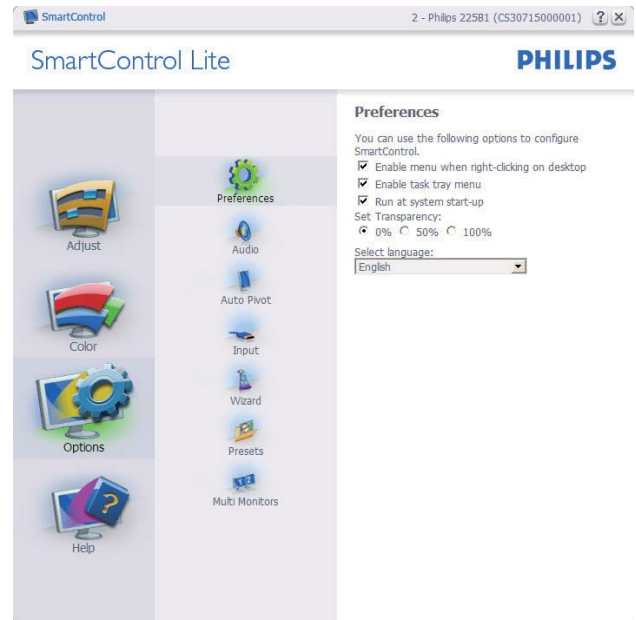 SmartControl
2 - Philips 225B1 (CS30715000001)
?
SmartControl Lite
PHILIPS
Adjust
Color
Options
?
Help
Preferences
Audio
Auto Pivot
Input
Wizard
Presets
1 2
Multi Monitors
Preferences
You can use the following options to configure
SmartControl.
Enable menu when right-clicking on desktop
Enable task tray menu
Run at system start-up
Set Transparency:
0% 50% 100%
Select language:
English